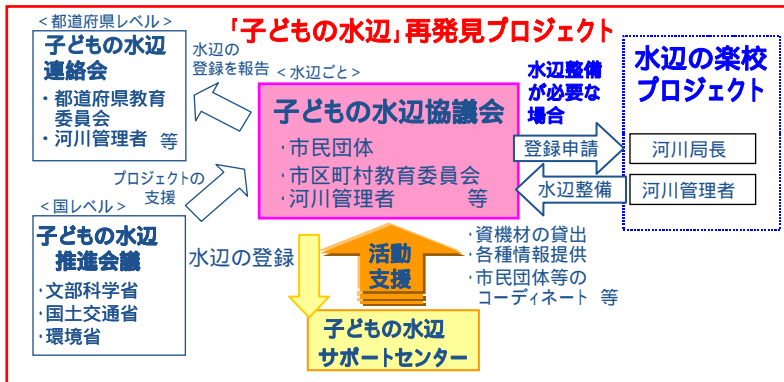 「子どもの水辺」再発見プロジェクト
＜都道府県レベル＞
子どもの水辺
連絡会
・都道府県教育
委員会
・河川管理者 等
水辺の
登録を報告
＜水辺ごと＞
子どもの水辺協議会
・市民団体
・市区町村教育委員会
・河川管理者 等
水辺整備
が必要な
場合
水辺の楽校
プロジェクト
登録申請
河川局長
水辺整備
河川管理者
プロジェクトの
支援
＜国レベル＞
子どもの水辺
推進会議
・文部科学省
・国土交通省
・環境省
水辺の登録
活動
支援
・資機材の貸出
・各種情報提供
・市民団体等の
コーディネート 等
子どもの水辺
サポートセンター